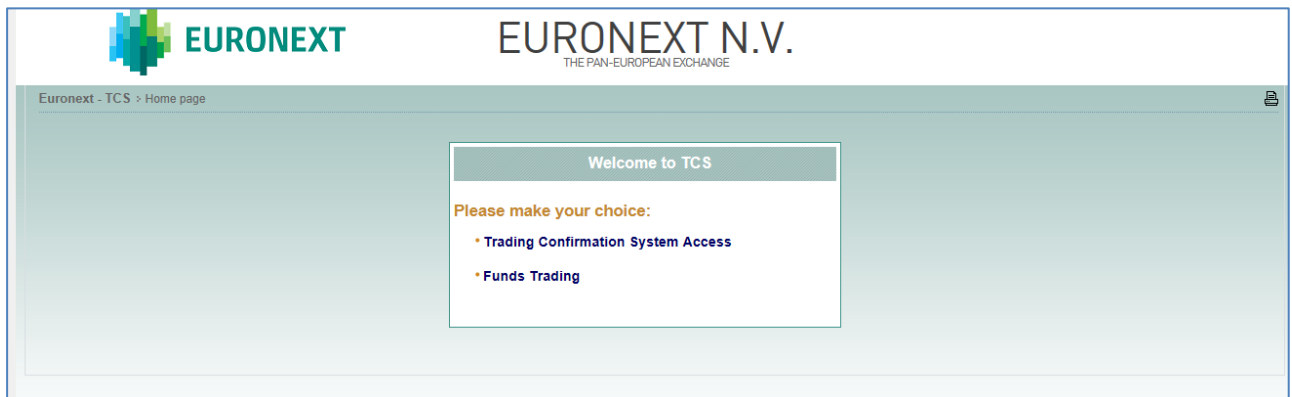 EURONEXT
EURONEXT N.V.
THE PAN-EUROPEAN EXCHANGE
Euronext - TCS > Home page
Welcome to TCS
Please make your choice:
• Trading Confirmation System Access
• Funds Trading